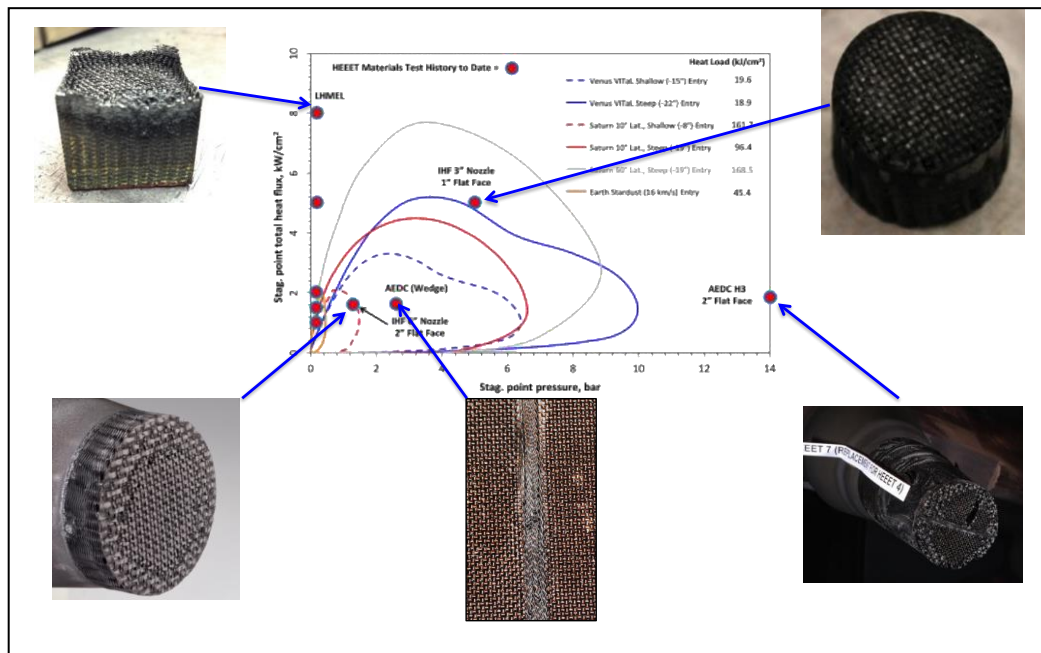 HEEET Materials Test History to Date =
Heat Load (kJ/cm²)
Venus VITaL Shallow (-15°) Entry 19.6
Venus VITaL Steep (-22°) Entry 18.9
Saturn 10° Lat., Shallow (-8°) Entry
Saturn 10° Lat., Steep (-19°) Entry 96.4
Lat., Steep (-19°) Entry 168.5
Earth Stardust (16 km/s) Entry 45.4
LHMEL
IHF 3" Nozzle
1" Flat Face
AEDC (Wedge)
IHF Nozzle
2" Flat Face
AEDC H3
2" Flat Face
Stag. point total heat flux, kW/cm²
10
8
6
4
2
0
0 2 4 6 8 10 12 14
Stag. point pressure, bar
EET 7 (REPLACEMENT FOR HEEET 4)